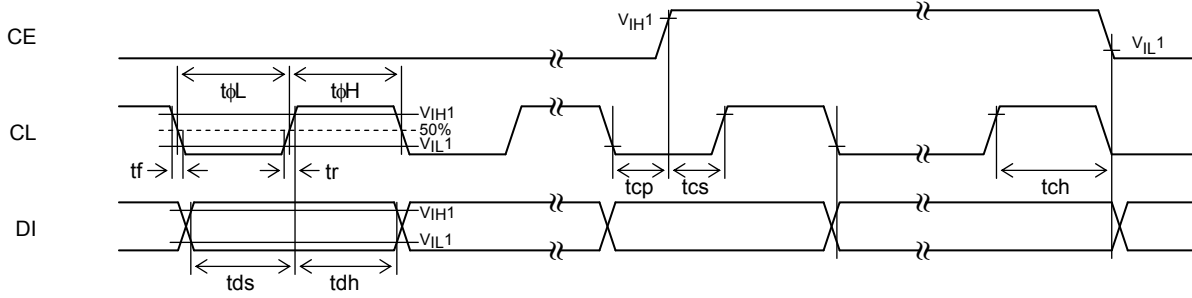 CE
VIH1
VIL1
tϕL
tϕH
CL
VIH1
50%
VIL1
tf
tr
tcp
tcs
tch
DI
VIH1
VIL1
tds
tdh